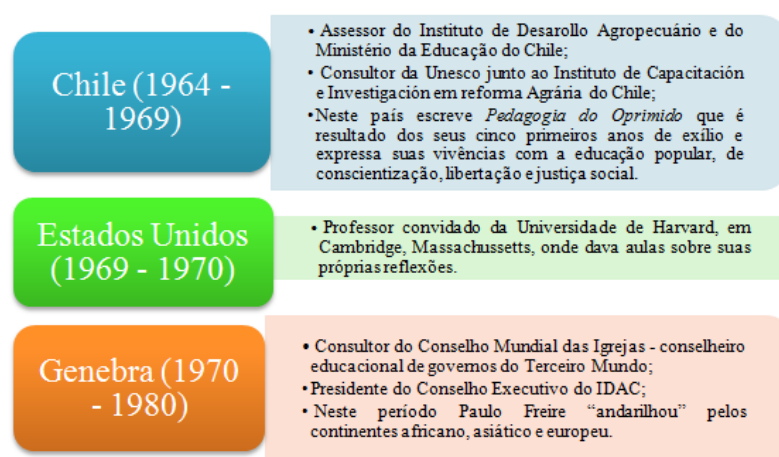 Chile (1964 -
1969)
• Assessor do Instituto de Desarollo Agropecuário e do
Ministério da Educação do Chile;
• Consultor da Unesco junto ao Instituto de Capacitación
e Investigación em reforma Agrária do Chile;
•Neste país escreve Pedagogia do Oprimido que é
resultado dos seus cinco primeiros anos de exílio e
expressa suas vivências com a educação popular, de
conscientização, libertação e justiça social.
Estados Unidos
(1969 - 1970)
• Professor convidado da Universidade de Harvard, em
Cambridge, Massachussetts, onde dava aulas sobre suas
próprias reflexões.
Genebra (1970
- 1980)
• Consultor do Conselho Mundial das Igrejas - conselheiro
educacional de governos do Terceiro Mundo;
•Presidente do Conselho Executivo do IDAC;
• Neste período Paulo Freire “andarilhou” pelos
continentes africano, asiático e europeu.